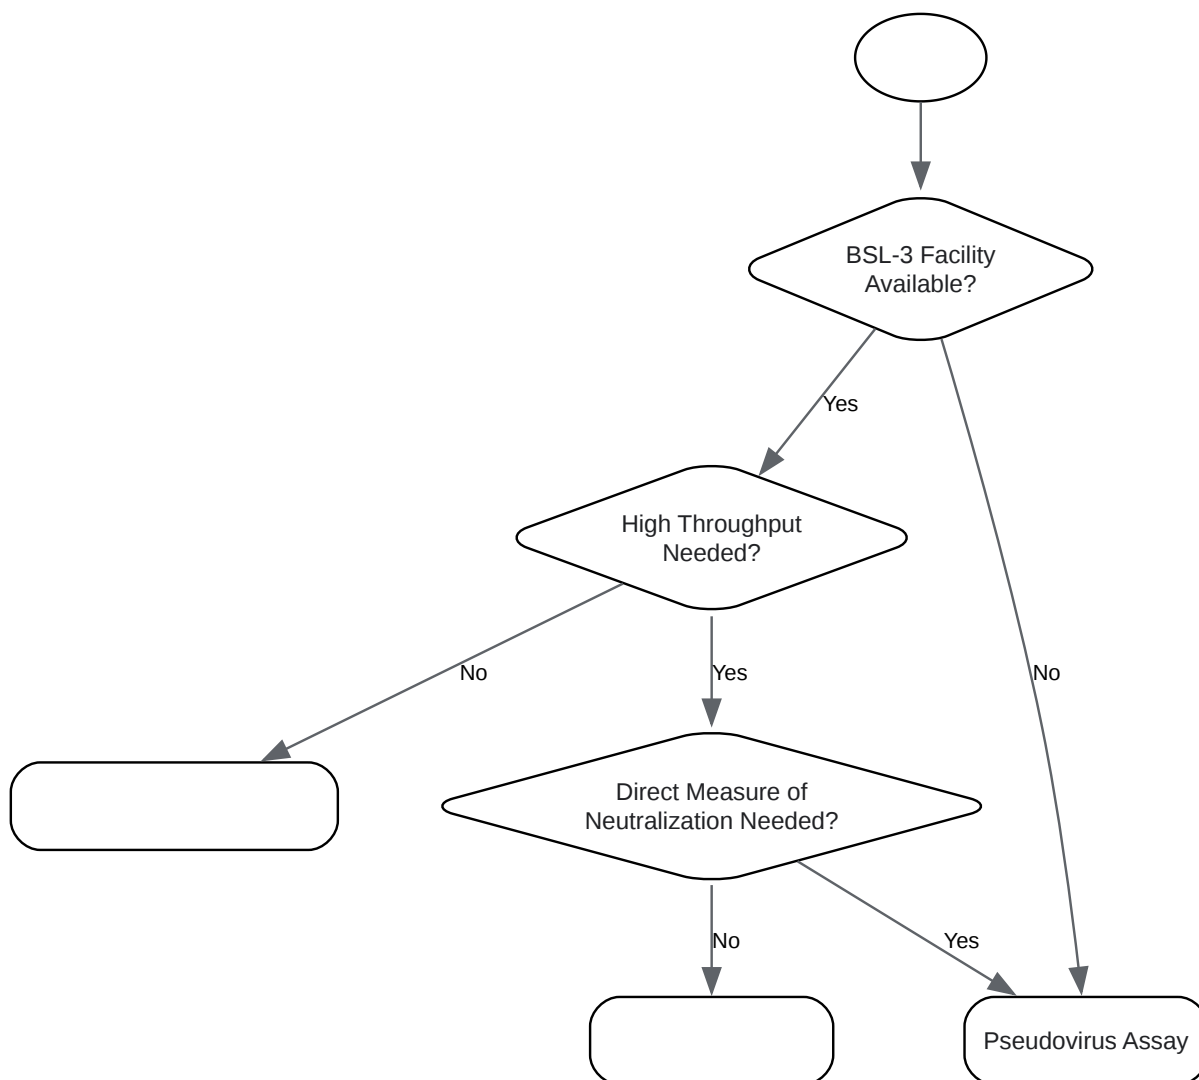 BSL-3 Facility
Available?
Yes
High Throughput
Needed?
No
Yes
No
Direct Measure of
Neutralization Needed?
No
Yes
Pseudovirus Assay